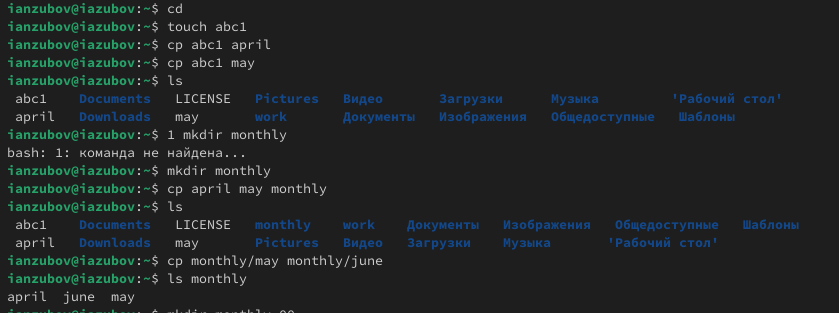 ianzubov@iazubov:~$ cd
ianzubov@iazubov:~$ touch abc1
ianzubov@iazubov:~$ cp abc1 april
ianzubov@iazubov:~$ cp abc1 may
ianzubov@iazubov:~$ ls
abc1 Documents LICENSE Pictures Видео Загрузки Музыка 'Рабочий стол'
april Downloads may work Документы Изображения Общедоступные Шаблоны
ianzubov@iazubov:~$ 1 mkdir monthly
bash: 1: команда не найдена...
ianzubov@iazubov:~$ mkdir monthly
ianzubov@iazubov:~$ cp april may monthly
ianzubov@iazubov:~$ ls
abc1 Documents LICENSE monthly work Документы Изображения Общедоступные Шаблоны
april Downloads may Pictures Видео Загрузки Музыка 'Рабочий стол'
ianzubov@iazubov:~$ cp monthly/may monthly/june
ianzubov@iazubov:~$ ls monthly
april june may
ianzubov@iazubov:~$ mkdir monthly